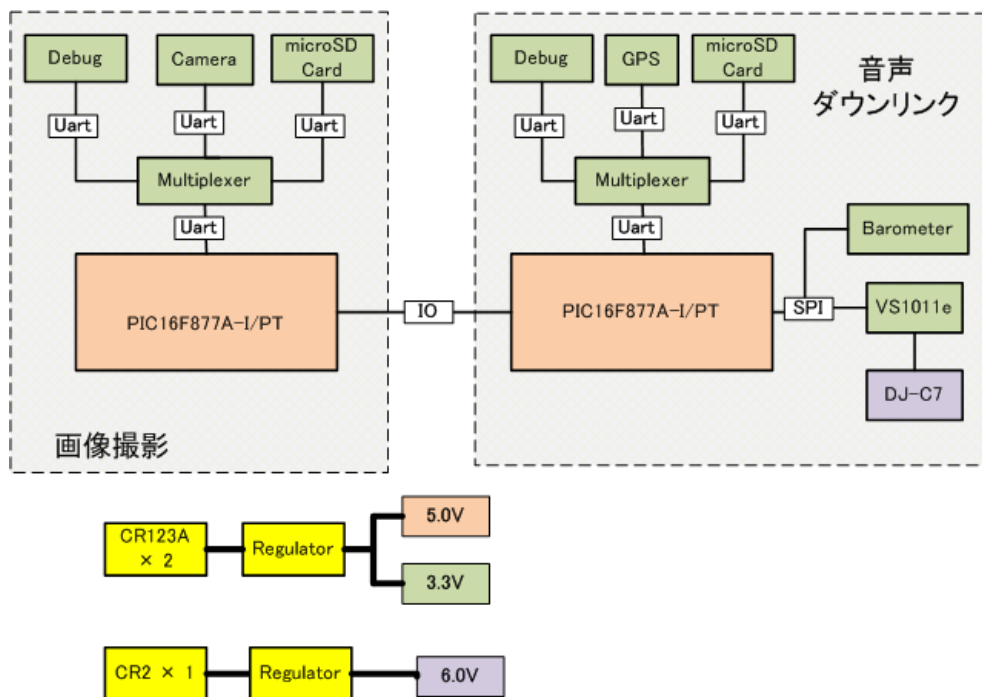 Debug
Camera
microSD
Card
Uart
Uart
Uart
Multiplexer
Uart
PIC16F877A-I/PT
画像撮影
IO
Debug
GPS
microSD
Card
音声
ダウンリンク
Uart
Uart
Uart
Multiplexer
Uart
Barometer
PIC16F877A-I/PT
SPI
VS1011e
DJ-C7
CR123A
× 2
Regulator
5.0V
3.3V
CR2 × 1
Regulator
6.0V